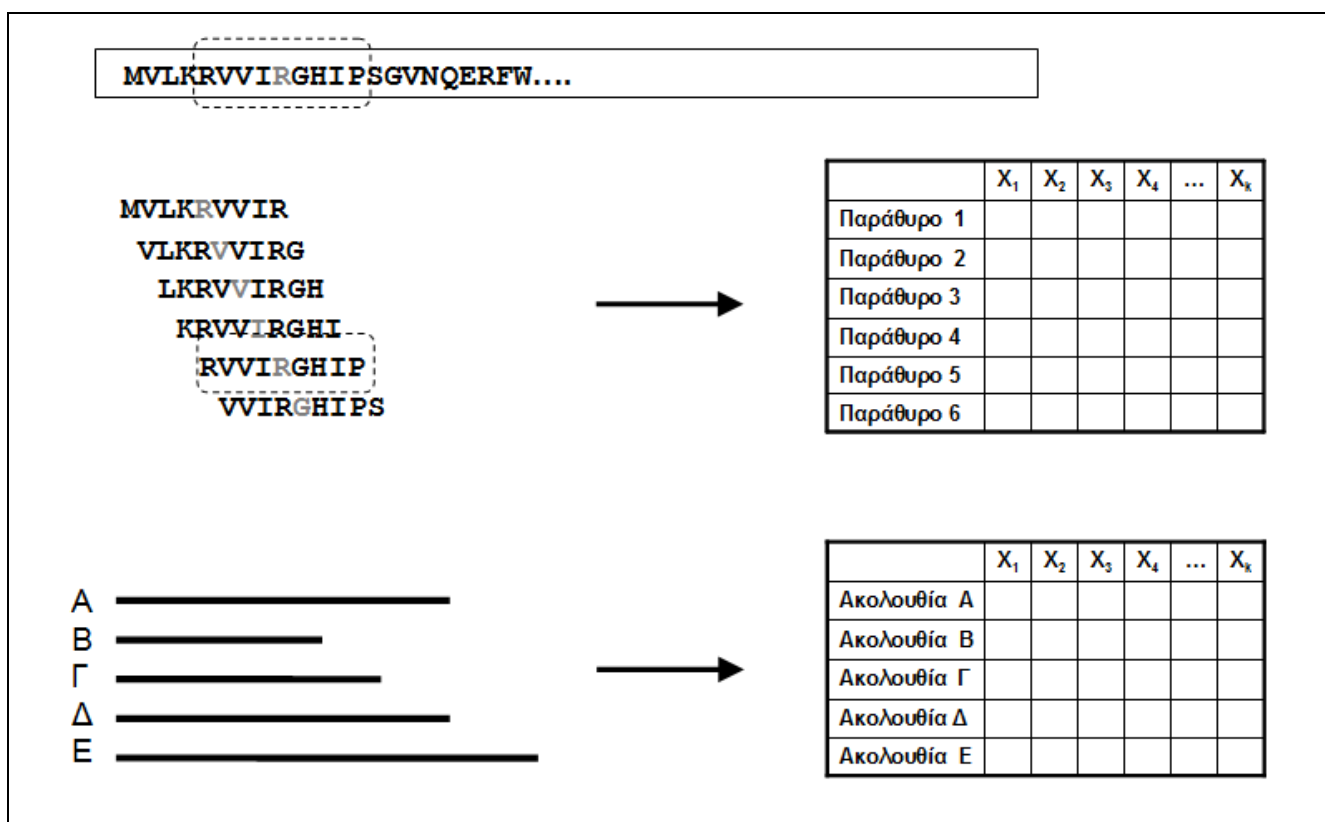 MVLKRVVIRGHIPSGVNQERFW....
MVLKRVVIR
VLKRVVIRG
LKRVVIRGH
KRVVIRGHI
RVVIRGHIP
VVIRGHIPS
X₁ X₂ X₃ X₄ ... Xₖ
Παράθυρο 1
Παράθυρο 2
Παράθυρο 3
Παράθυρο 4
Παράθυρο 5
Παράθυρο 6
Α
Β
Γ
Δ
Ε
X₁ X₂ X₃ X₄ ... Xₖ
Ακολουθία Α
Ακολουθία Β
Ακολουθία Γ
Ακολουθία Δ
Ακολουθία Ε